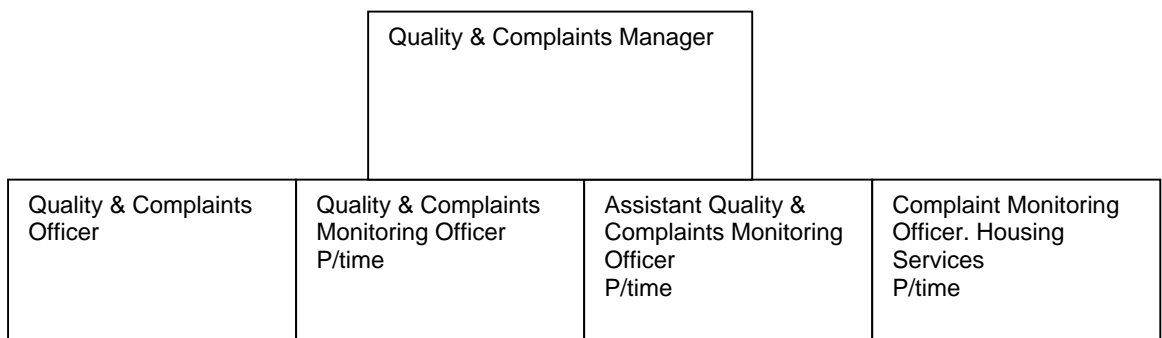 Quality & Complaints Manager
Quality & Complaints
Officer
Quality & Complaints
Monitoring Officer
P/time
Assistant Quality &
Complaints Monitoring
Officer
P/time
Complaint Monitoring
Officer. Housing
Services
P/time